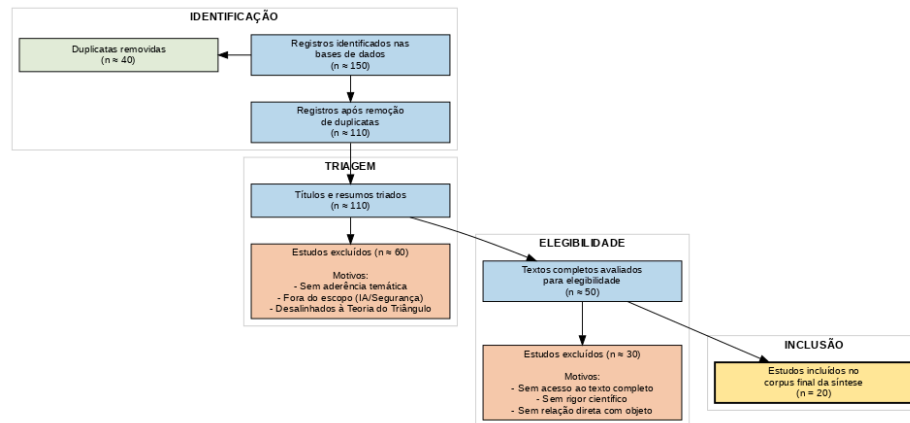 IDENTIFICAÇÃO
Duplicatas removidas
(n ≈ 40)
Registros identificados nas
bases de dados
(n ≈ 150)
Registros após remoção
de duplicatas
(n ≈ 110)
TRIAGEM
Títulos e resumos triados
(n ≈ 110)
Estudos excluídos (n ≈ 60)
Motivos:
- Sem aderência temática
- Fora do escopo (IA/Segurança)
- Desalinhados à Teoria do Triângulo
ELEGIBILIDADE
Textos completos avaliados
para elegibilidade
(n ≈ 50)
Estudos excluídos (n ≈ 30)
Motivos:
- Sem acesso ao texto completo
- Sem rigor científico
- Sem relação direta com objeto
INCLUSÃO
Estudos incluídos no
corpus final da síntese
(n = 20)